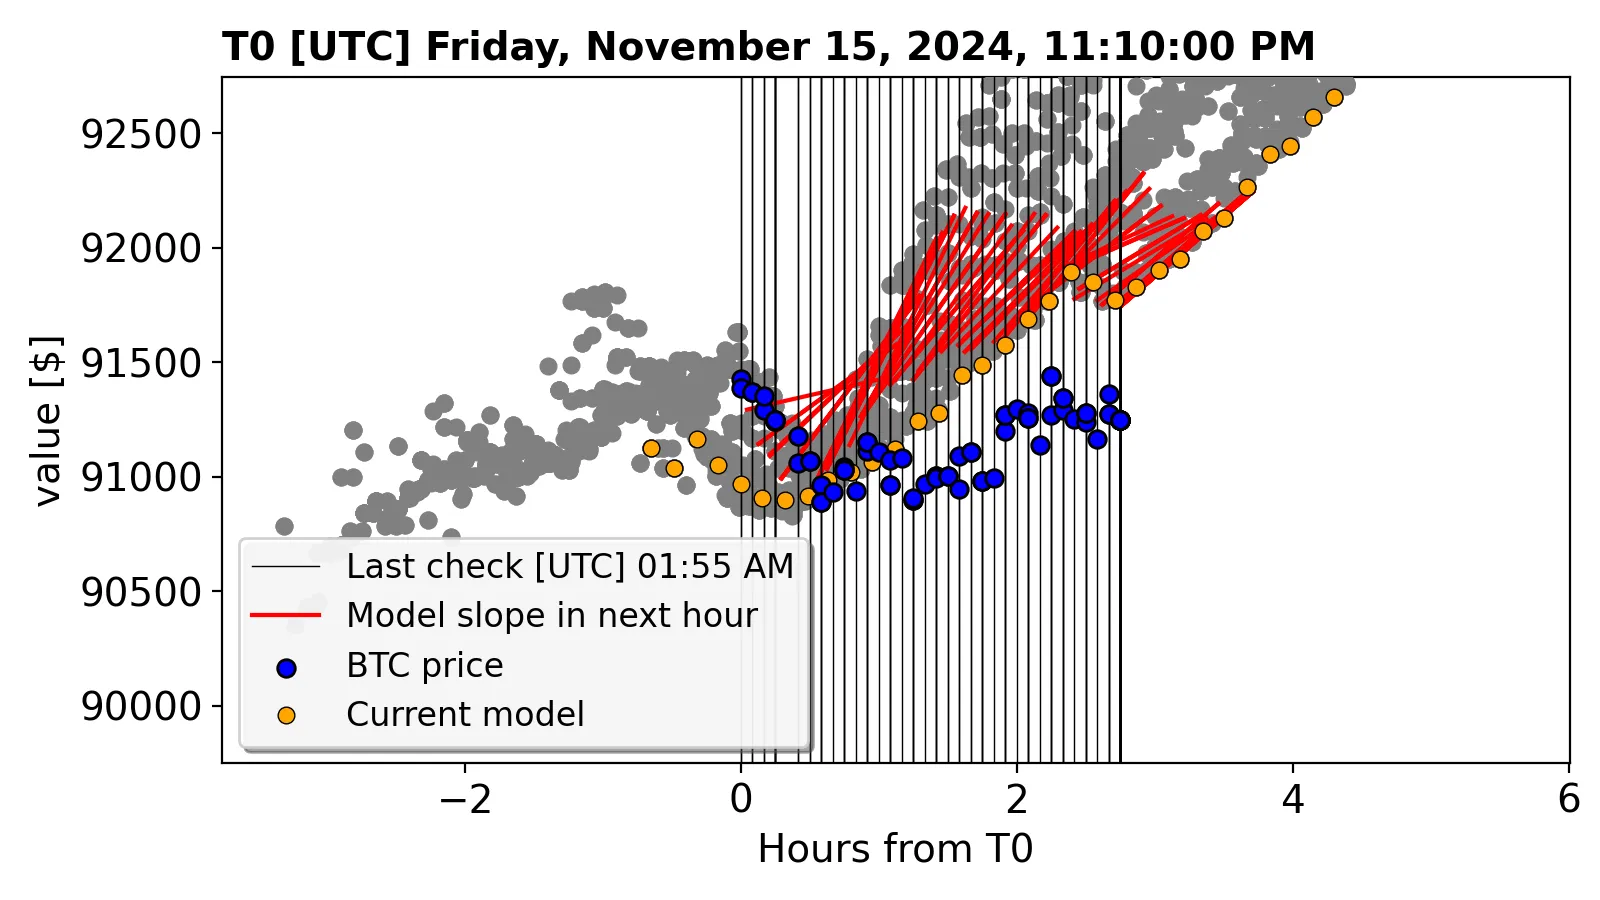 T0 [UTC] Friday, November 15, 2024, 11:10:00 PM
value [$]
92500
92000
91500
91000
90500
90000
Last check [UTC] 01:55 AM
Model slope in next hour
BTC price
Current model
−2 0 2 4 6
Hours from T0